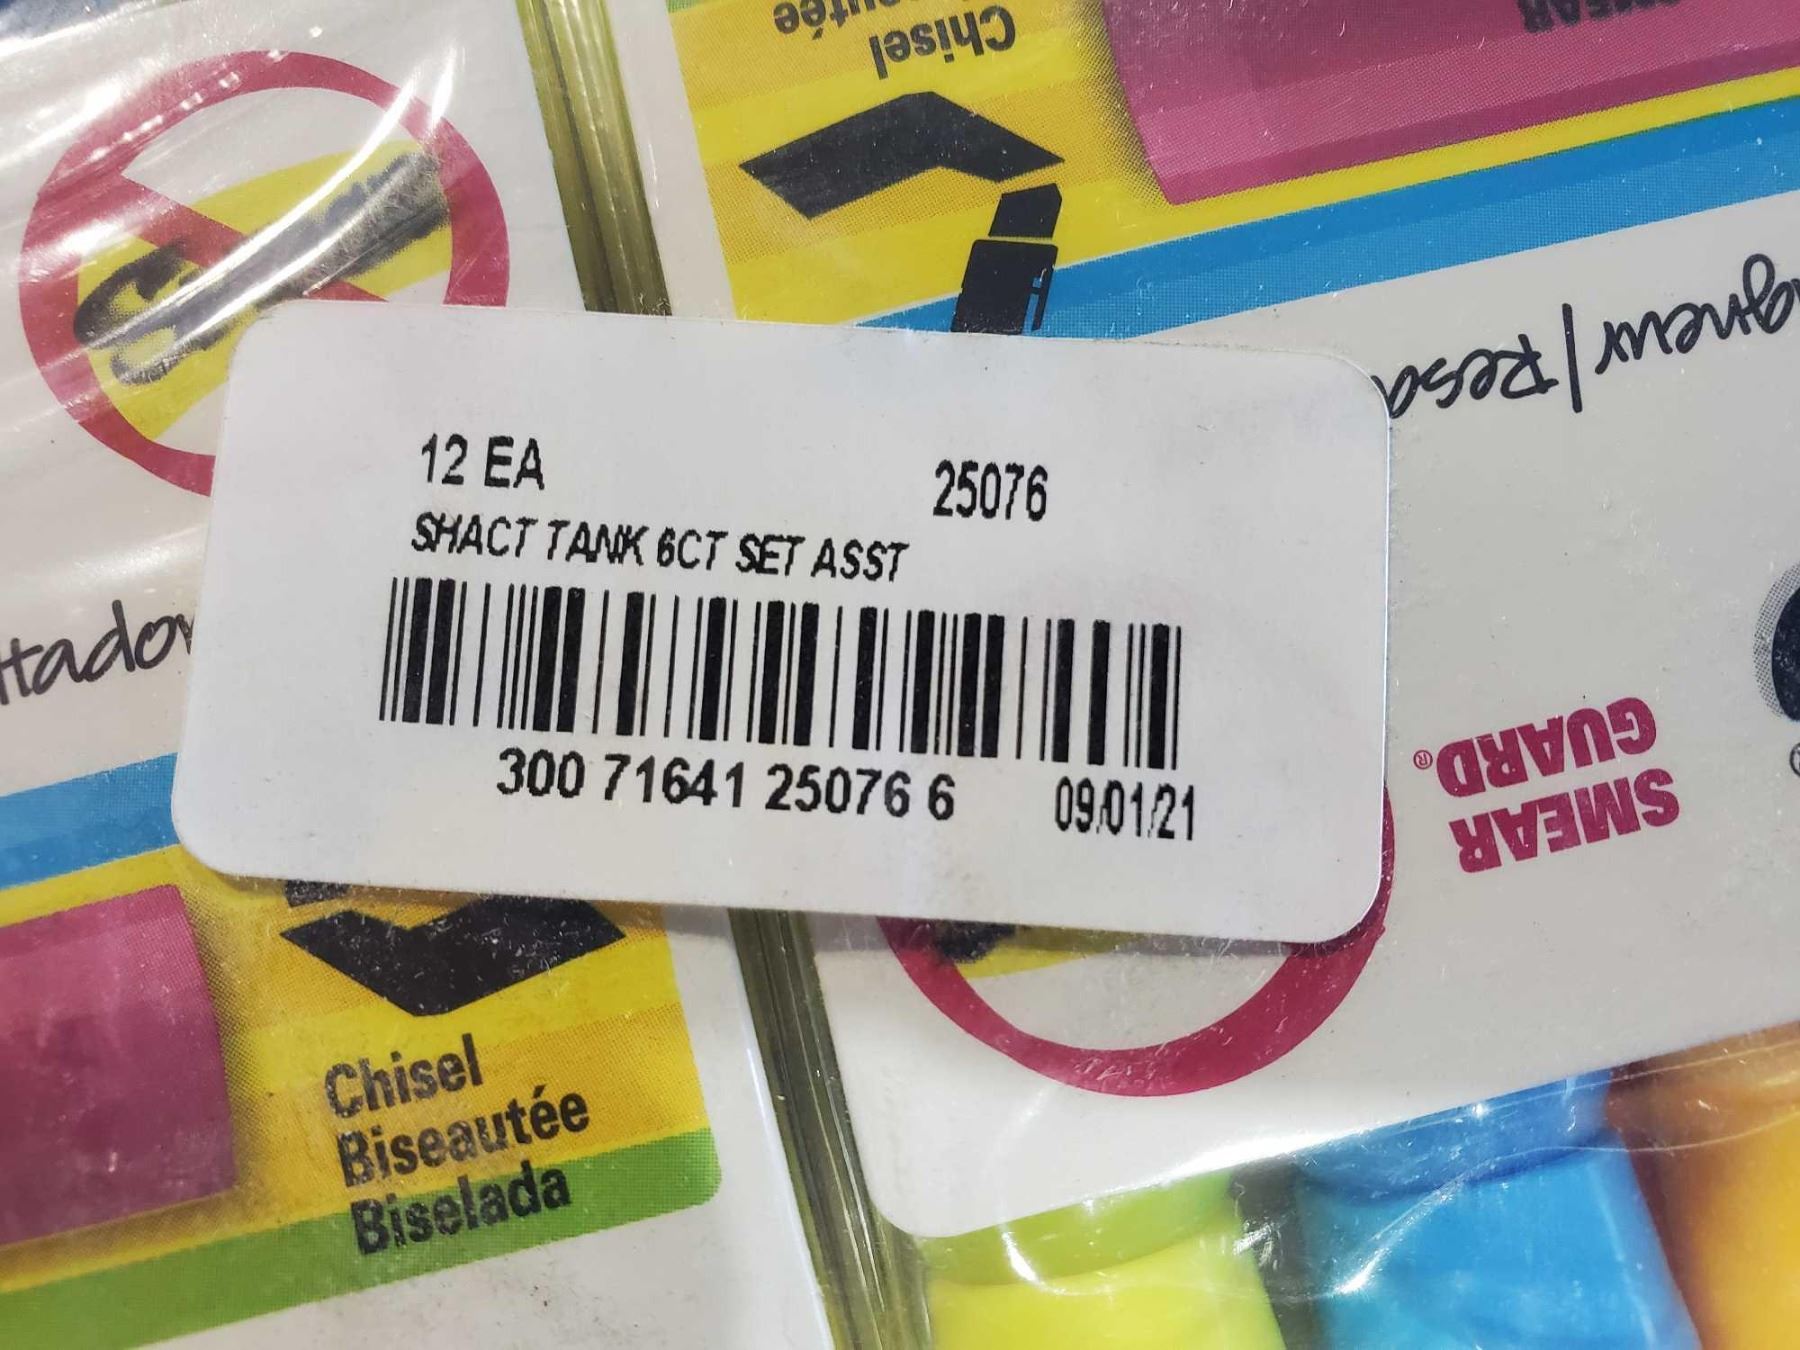 Chisel
SMEAR
12 EA
25076
SHACT TANK 6CT SET ASST
300 71641 25076 6
09/01/21
SMEAR
GUARD®
Chisel
Biseautée
Biselada